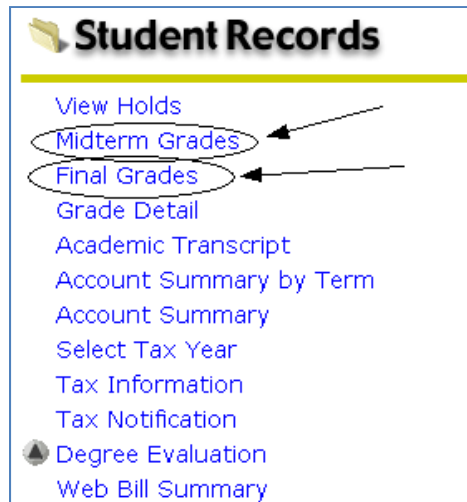 Student Records
View Holds
Midterm Grades
Final Grades
Grade Detail
Academic Transcript
Account Summary by Term
Account Summary
Select Tax Year
Tax Information
Tax Notification
Degree Evaluation
Web Bill Summary